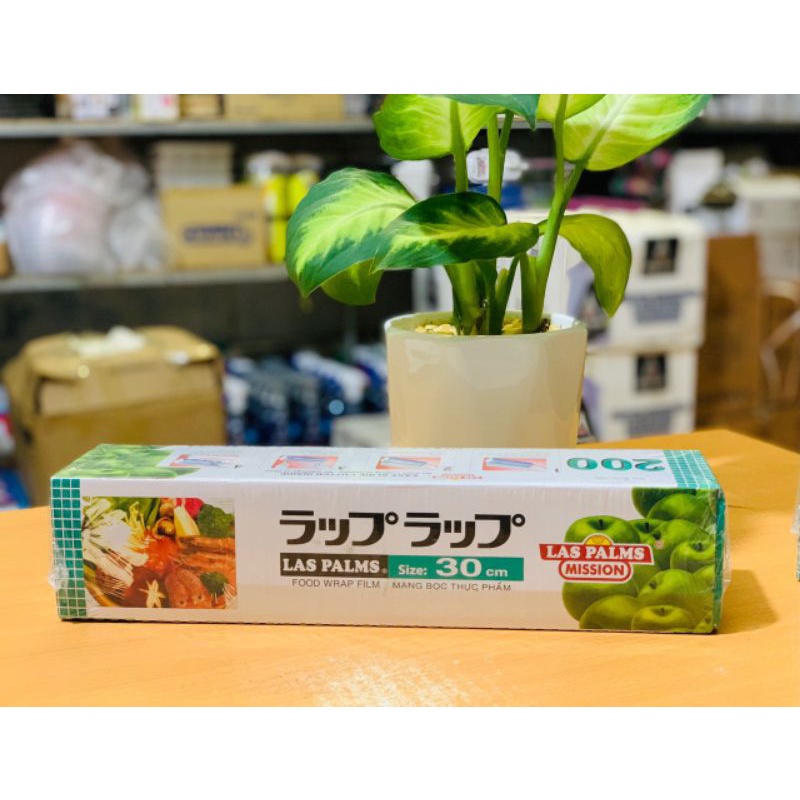 200
ラップラップ
LAS PALMS® Size: 30 cm
FOOD WRAP FILM MÀNG BỌC THỰC PHẨM
LAS PALMS
MISSION